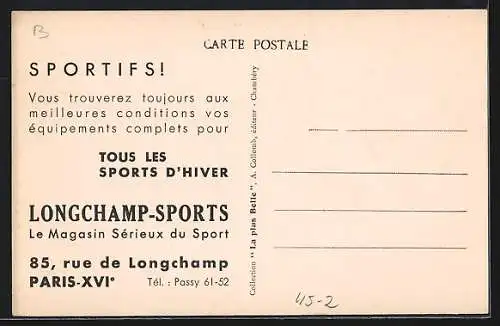 B
CARTE POSTALE
SPORTIFS!
Vous trouverez toujours aux
meilleures conditions vos
équipements complets pour
TOUS LES
SPORTS D'HIVER
LONGCHAMP-SPORTS
Le Magasin Sérieux du Sport
85, rue de Longchamp
PARIS-XVIᵉ Tél. : Passy 61-52
Collection "La plus Belle", A. Collomb, éditeur - Chambéry
45-2